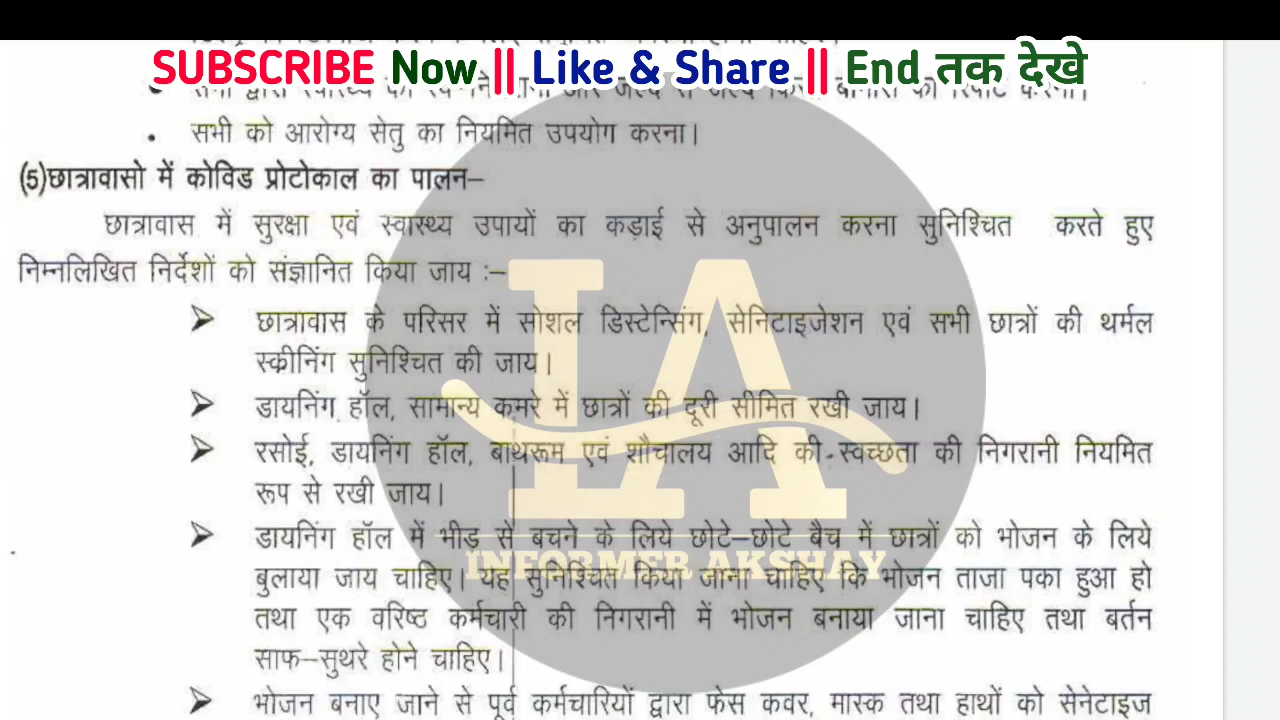 SUBSCRIBE Now || Like & Share || End तक देखे
सभी को आरोग्य सेतु का नियमित उपयोग करना।
(5)छात्रावासो में कोविड प्रोटोकाल का पालन–
छात्रावास में सुरक्षा एवं स्वास्थ्य उपायों का कड़ाई से अनुपालन करना सुनिश्चित करते हुए
निम्नलिखित निर्देशों को संज्ञानित किया जाय :–
छात्रावास के परिसर में सोशल डिस्टेन्सिंग, सेनिटाइजेशन एवं सभी छात्रों की थर्मल
स्क्रीनिंग सुनिश्चित की जाय।
डायनिंग हॉल, सामान्य कमरे में छात्रों की दूरी सीमित रखी जाय।
रसोई, डायनिंग हॉल, बाथरूम एवं शौचालय आदि की स्वच्छता की निगरानी नियमित
रूप से रखी जाय।
डायनिंग हॉल में भीड़ से बचने के लिये छोटे–छोटे बैच में छात्रों को भोजन के लिये
बुलाया जाय चाहिए। यह सुनिश्चित किया जाना चाहिए कि भोजन ताजा पका हुआ हो
तथा एक वरिष्ठ कर्मचारी की निगरानी में भोजन बनाया जाना चाहिए तथा बर्तन
साफ–सुथरे होने चाहिए।
भोजन बनाए जाने से पूर्व कर्मचारियों द्वारा फेस कवर, मास्क तथा हाथों को सेनेटाइज
IA
INFORMER AKSHAY